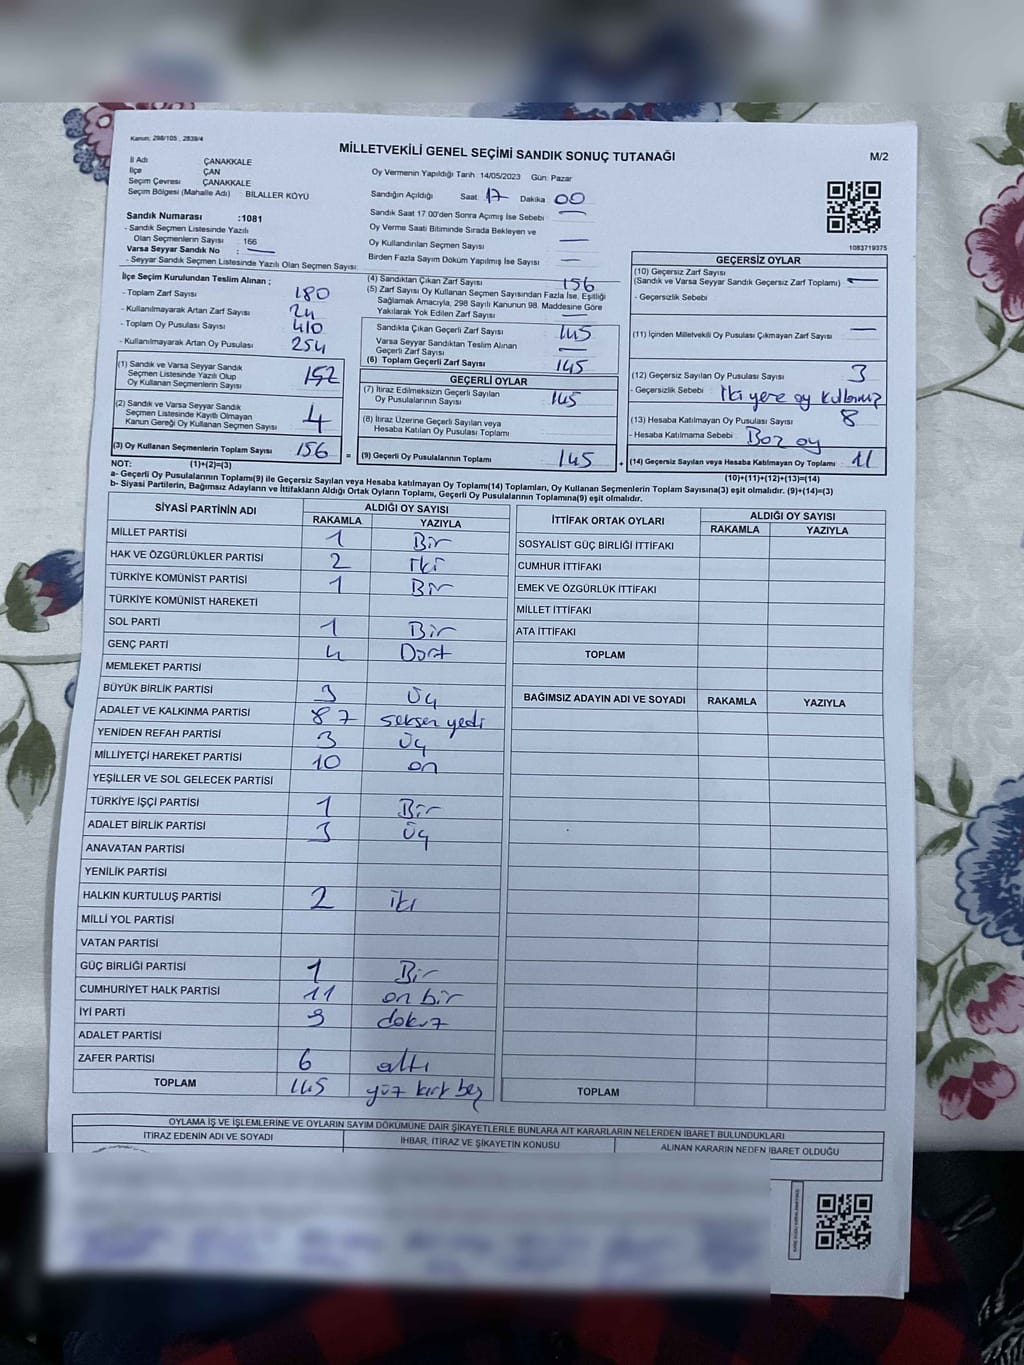 Kanun: 298/105 , 2839/4
MİLLETVEKİLİ GENEL SEÇİMİ SANDIK SONUÇ TUTANAĞI
M/2
İl Adı ÇANAKKALE
İlçe ÇAN
Seçim Çevresi ÇANAKKALE
Seçim Bölgesi (Mahalle Adı) : BİLALLER KÖYÜ
Sandık Numarası :1081
- Sandık Seçmen Listesinde Yazılı
Olan Seçmenlerin Sayısı : 166
Varsa Seyyar Sandık No : —
- Seyyar Sandık Seçmen Listesinde Yazılı Olan Seçmen Sayısı:
Oy Vermenin Yapıldığı Tarih :14/05/2023 Gün: Pazar
Sandığın Açıldığı Saat 17 Dakika 00
Sandık Saat 17 00'den Sonra Açımış İse Sebebi —
Oy Verme Saati Bitiminde Sırada Bekleyen ve
Oy Kullandırılan Seçmen Sayısı —
Birden Fazla Sayım Döküm Yapılmış İse Sayısı —
1083719375
İlçe Seçim Kurulundan Teslim Alınan ;
- Toplam Zarf Sayısı 180
- Kullanılmayarak Artan Zarf Sayısı 24
- Toplam Oy Pusulası Sayısı 410
- Kullanılmayarak Artan Oy Pusulası 254
(1) Sandık ve Varsa Seyyar Sandık
Seçmen Listesinde Yazılı Olup
Oy Kullanan Seçmenlerin Sayısı 152
(2) Sandık ve Varsa Seyyar Sandık
Seçmen Listesinde Kayıtlı Olmayan
Kanun Gereği Oy Kullanan Seçmen Sayısı 4
(3) Oy Kullanan Seçmenlerin Toplam Sayısı 156 =
(4) Sandıktan Çıkan Zarf Sayısı 156
(5) Zarf Sayısı Oy Kullanan Seçmen Sayısından Fazla İse, Eşitliği
Sağlamak Amacıyla, 298 Sayılı Kanunun 98. Maddesine Göre
Yakılarak Yok Edilen Zarf Sayısı —
Sandıkta Çıkan Geçerli Zarf Sayısı 145
Varsa Seyyar Sandıktan Teslim Alınan
Geçerli Zarf Sayısı —
(6) Toplam Geçerli Zarf Sayısı 145
GEÇERLİ OYLAR
(7) İtiraz Edilmeksizin Geçerli Sayılan
Oy Pusulalarının Sayısı 145
(8) İtiraz Üzerine Geçerli Sayılan veya
Hesaba Katılan Oy Pusulası Toplamı
(9) Geçerli Oy Pusulalarının Toplamı 145 +
GEÇERSİZ OYLAR
(10) Geçersiz Zarf Sayısı
(Sandık ve Varsa Seyyar Sandık Geçersiz Zarf Toplamı) —
- Geçersizlik Sebebi
(11) İçinden Milletvekili Oy Pusulası Çıkmayan Zarf Sayısı —
(12) Geçersiz Sayılan Oy Pusulası Sayısı 3
- Geçersizlik Sebebi İki yere oy
(13) Hesaba Katılmayan Oy Pusulası Sayısı 8
- Hesaba Katılmama Sebebi Boz oy
(14) Geçersiz Sayılan veya Hesaba Katılmayan Oy Toplamı 11
NOT: (1)+(2)=(3) (10)+(11)+(12)+(13)=(14)
a- Geçerli Oy Pusulalarının Toplamı(9) ile Geçersiz Sayılan veya Hesaba Katılmayan Oy Toplamı(14) Toplamları, Oy Kullanan Seçmenlerin Toplam Sayısına(3) eşit olmalıdır. (9)+(14)=(3)
b- Siyasi Partilerin, Bağımsız Adayların ve İttifakların Aldığı Ortak Oyların Toplamı, Geçerli Oy Pusulalarının Toplamına(9) eşit olmalıdır.
SİYASİ PARTİNİN ADI ALDIĞI OY SAYISI
RAKAMLA YAZIYLA
MİLLET PARTİSİ 1 Bir
HAK VE ÖZGÜRLÜKLER PARTİSİ 2 İki
TÜRKİYE KOMÜNİST PARTİSİ 1 Bir
TÜRKİYE KOMÜNİST HAREKETİ
SOL PARTİ 1 Bir
GENÇ PARTİ 4 Dört
MEMLEKET PARTİSİ
BÜYÜK BİRLİK PARTİSİ 3 üç
ADALET VE KALKINMA PARTİSİ 87 seksen yedi
YENİDEN REFAH PARTİSİ 3 üç
MİLLİYETÇİ HAREKET PARTİSİ 10 on
YEŞİLLER VE SOL GELECEK PARTİSİ
TÜRKİYE İŞÇİ PARTİSİ 1 Bir
ADALET BİRLİK PARTİSİ 3 üç
ANAVATAN PARTİSİ
YENİLİK PARTİSİ
HALKIN KURTULUŞ PARTİSİ 2 iki
MİLLİ YOL PARTİSİ
VATAN PARTİSİ
GÜÇ BİRLİĞİ PARTİSİ 1 Bir
CUMHURİYET HALK PARTİSİ 11 on bir
İYİ PARTİ 9 dokuz
ADALET PARTİSİ
ZAFER PARTİSİ 6 altı
TOPLAM 145 yüz kırk beş
İTTİFAK ORTAK OYLARI ALDIĞI OY SAYISI
RAKAMLA YAZIYLA
SOSYALİST GÜÇ BİRLİĞİ İTTİFAKI
CUMHUR İTTİFAKI
EMEK VE ÖZGÜRLÜK İTTİFAKI
MİLLET İTTİFAKI
ATA İTTİFAKI
TOPLAM
BAĞIMSIZ ADAYIN ADI VE SOYADI RAKAMLA YAZIYLA
TOPLAM
OYLAMA İŞ VE İŞLEMLERİNE VE OYLARIN SAYIM DÖKÜMÜNE DAİR ŞİKAYETLERLE BUNLARA AİT KARARLARIN NELERDEN İBARET BULUNDUKLARI
İTİRAZ EDENİN ADI VE SOYADI İHBAR, İTİRAZ VE ŞİKAYETİN KONUSU ALINAN KARARIN NEDEN İBARET OLDUĞU